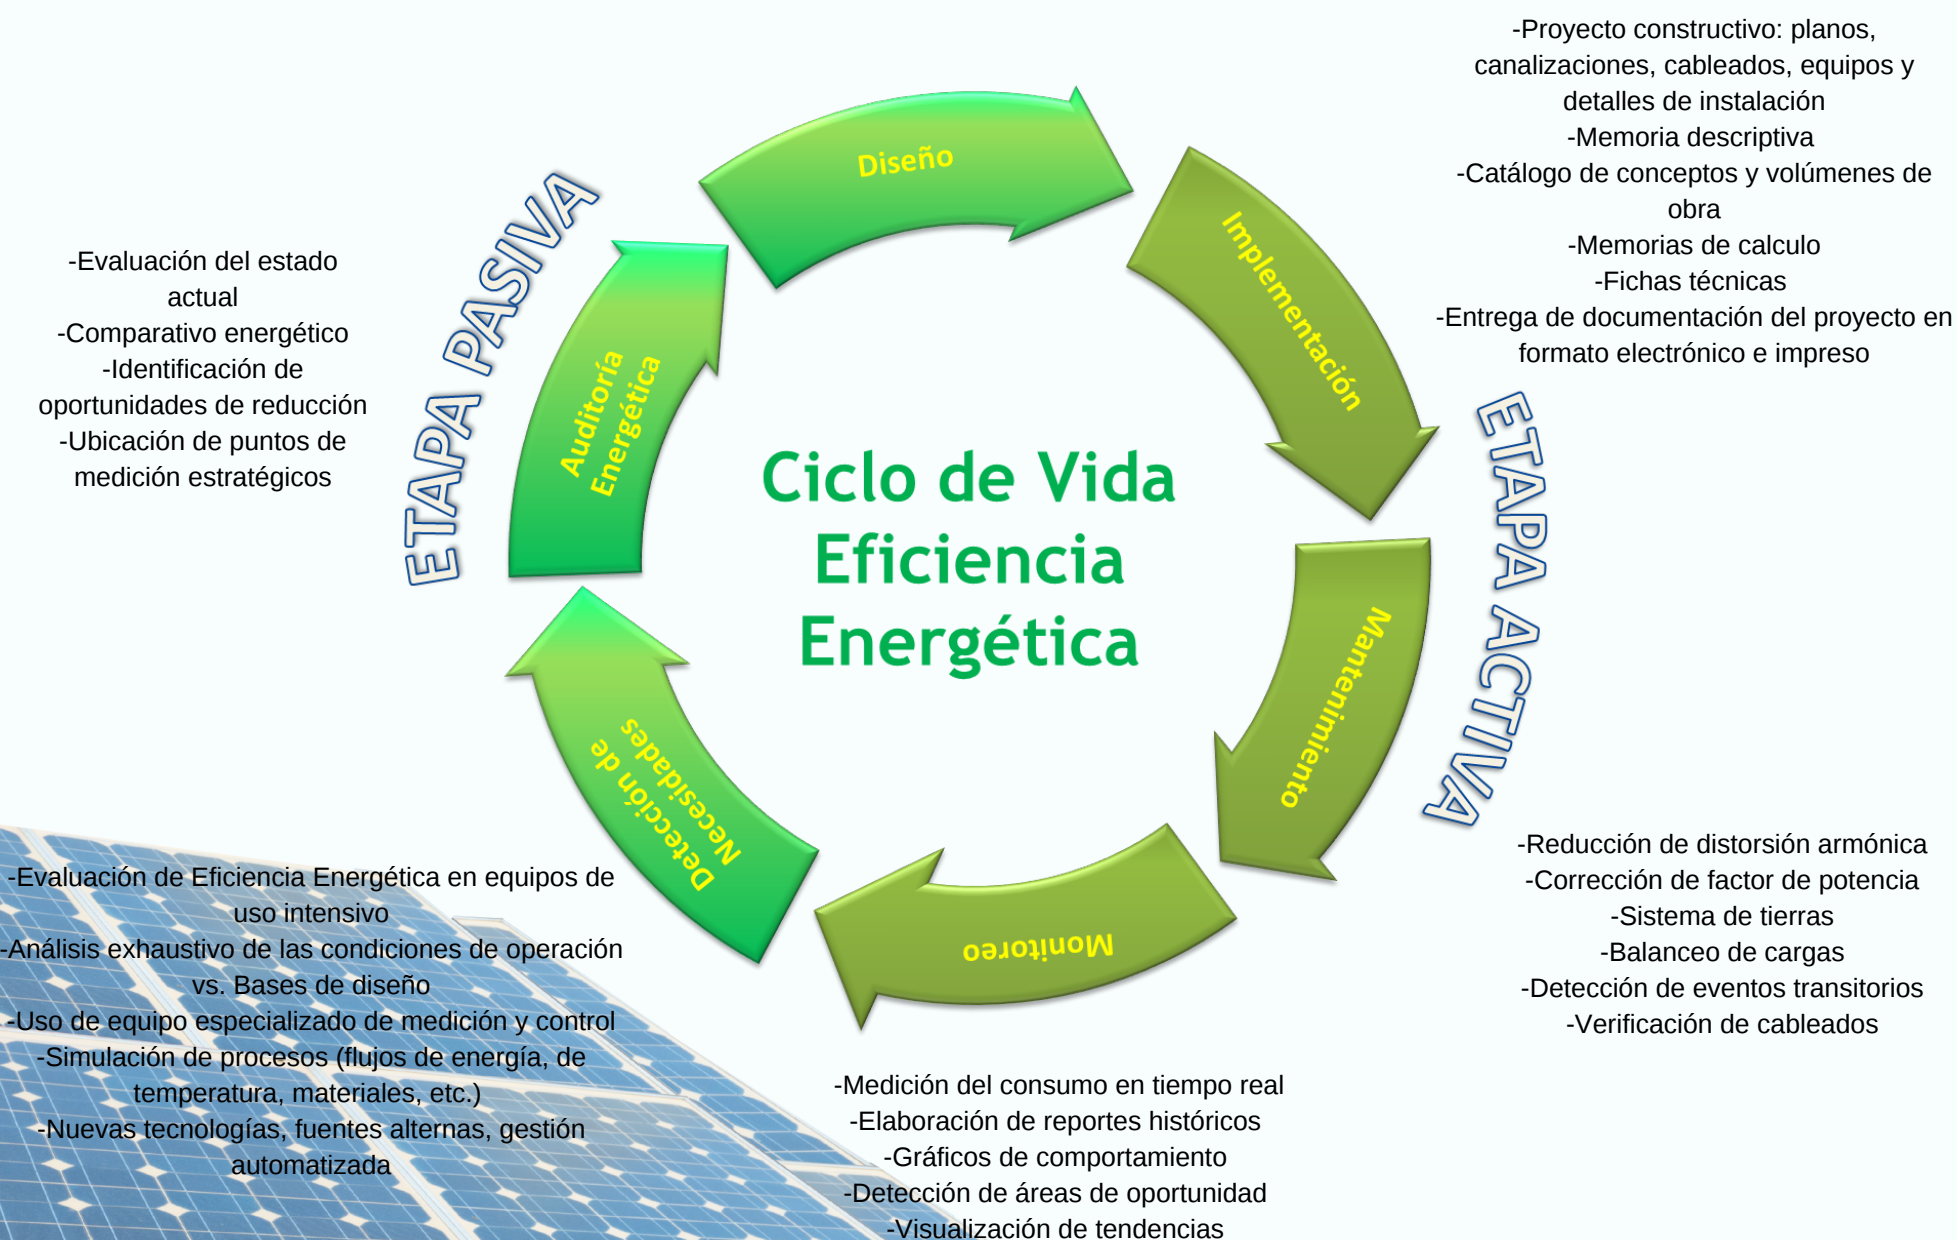 -Proyecto constructivo: planos,
canalizaciones, cableados, equipos y
detalles de instalación
-Memoria descriptiva
-Catálogo de conceptos y volúmenes de
obra
-Memorias de calculo
-Fichas técnicas
-Entrega de documentación del proyecto en
formato electrónico e impreso
Diseño
Implementación
ETAPA PASIVA
-Evaluación del estado
actual
-Comparativo energético
-Identificación de
oportunidades de reducción
-Ubicación de puntos de
medición estratégicos
Auditoría
Energética
Ciclo de Vida
Eficiencia
Energética
ETAPA ACTIVA
Mantenimiento
Detección de
Necesidades
Monitoreo
-Evaluación de Eficiencia Energética en equipos de
uso intensivo
-Análisis exhaustivo de las condiciones de operación
vs. Bases de diseño
-Uso de equipo especializado de medición y control
-Simulación de procesos (flujos de energía, de
temperatura, materiales, etc.)
-Nuevas tecnologías, fuentes alternas, gestión
automatizada
-Reducción de distorsión armónica
-Corrección de factor de potencia
-Sistema de tierras
-Balanceo de cargas
-Detección de eventos transitorios
-Verificación de cableados
-Medición del consumo en tiempo real
-Elaboración de reportes históricos
-Gráficos de comportamiento
-Detección de áreas de oportunidad
-Visualización de tendencias